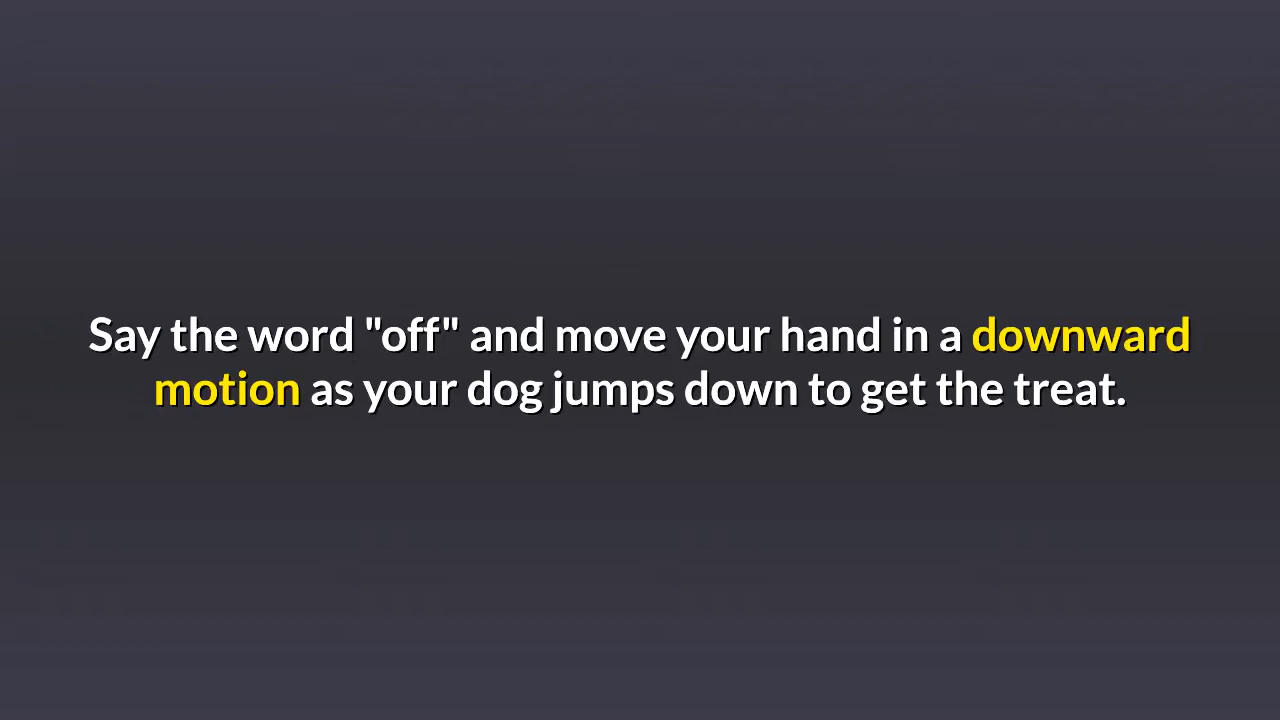 Say the word "off" and move your hand in a downward
motion as your dog jumps down to get the treat.